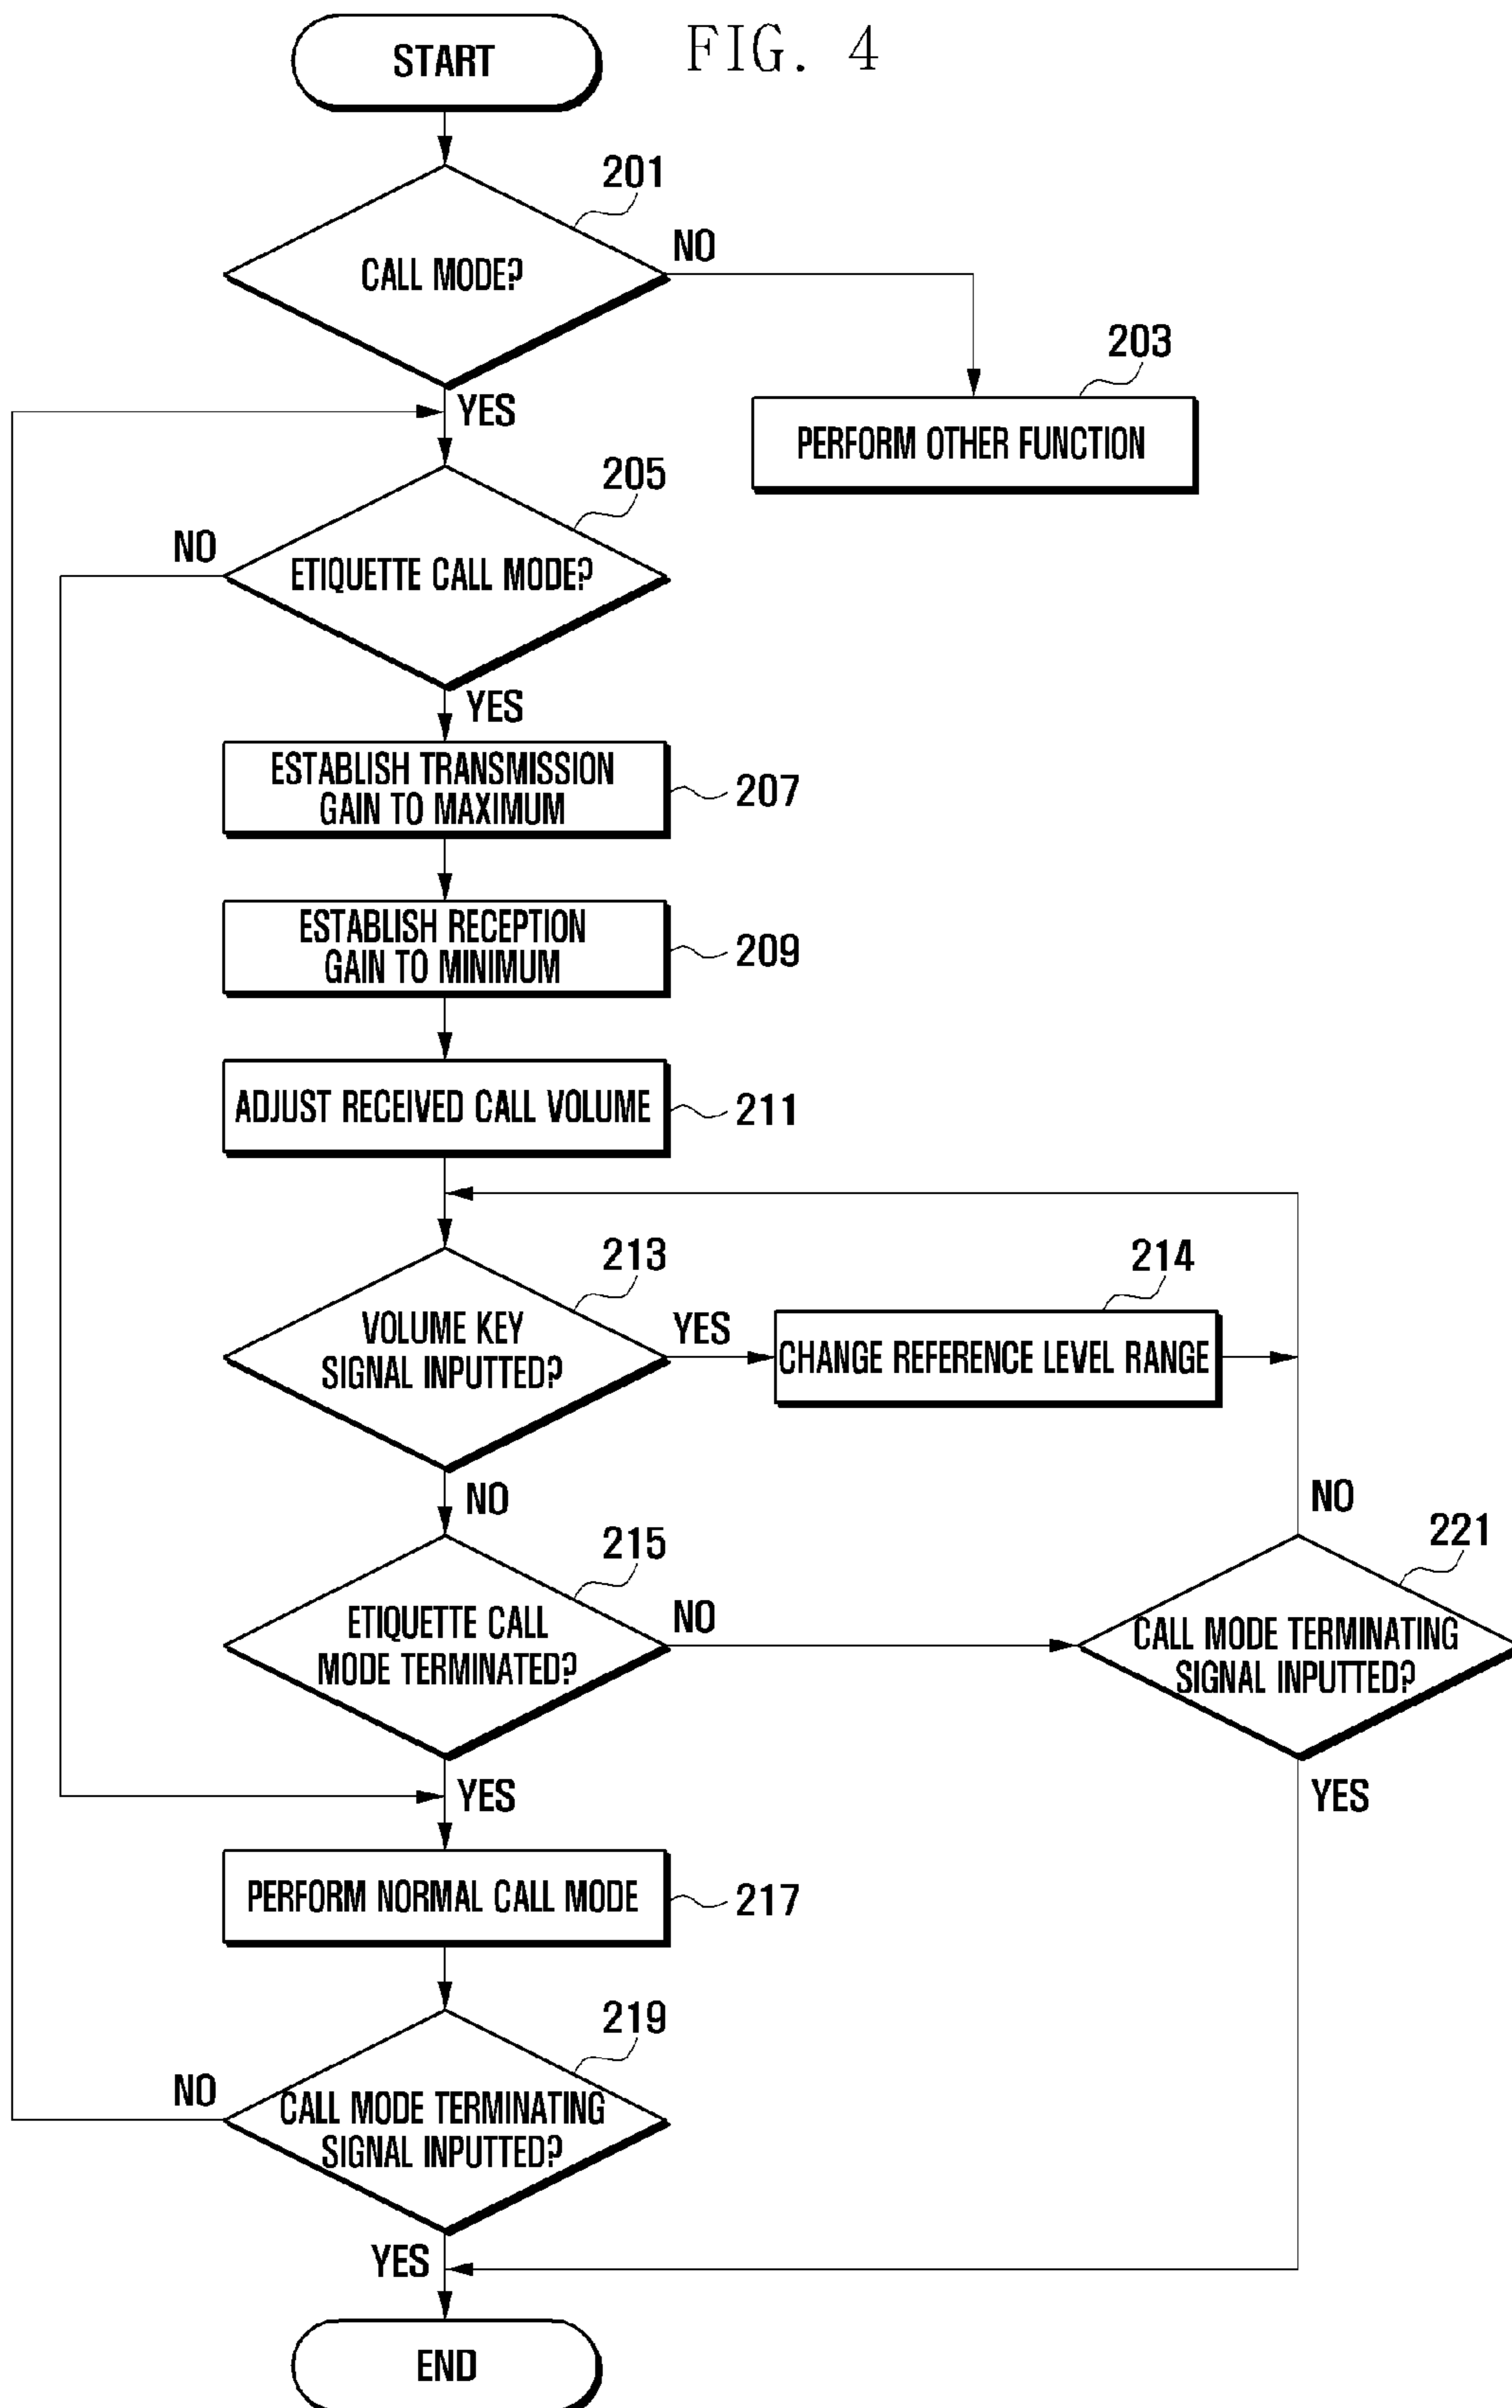 START
FIG. 4
201
CALL MODE?
NO
203
PERFORM OTHER FUNCTION
YES
205
NO
ETIQUETTE CALL MODE?
YES
ESTABLISH TRANSMISSION
GAIN TO MAXIMUM
207
ESTABLISH RECEPTION
GAIN TO MINIMUM
209
ADJUST RECEIVED CALL VOLUME
211
213
VOLUME KEY
SIGNAL INPUTTED?
YES
214
CHANGE REFERENCE LEVEL RANGE
NO
215
ETIQUETTE CALL
MODE TERMINATED?
NO
NO
221
CALL MODE TERMINATING
SIGNAL INPUTTED?
YES
YES
PERFORM NORMAL CALL MODE
217
219
NO
CALL MODE TERMINATING
SIGNAL INPUTTED?
YES
END